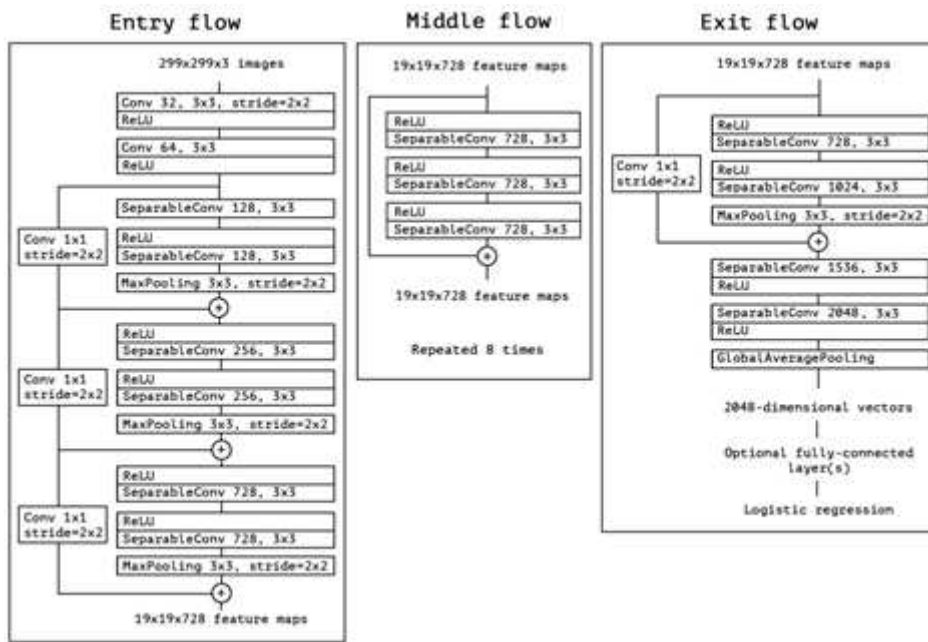 Entry flow
299x299x3 images
Conv 32, 3x3, stride=2x2
ReLU
Conv 64, 3x3
ReLU
SeparableConv 128, 3x3
Conv 1x1
stride=2x2
ReLU
SeparableConv 128, 3x3
MaxPooling 3x3, stride=2x2
+
ReLU
SeparableConv 256, 3x3
Conv 1x1
stride=2x2
ReLU
SeparableConv 256, 3x3
MaxPooling 3x3, stride=2x2
+
ReLU
SeparableConv 728, 3x3
Conv 1x1
stride=2x2
ReLU
SeparableConv 728, 3x3
MaxPooling 3x3, stride=2x2
+
19x19x728 feature maps
Middle flow
19x19x728 feature maps
ReLU
SeparableConv 728, 3x3
ReLU
SeparableConv 728, 3x3
ReLU
SeparableConv 728, 3x3
+
19x19x728 feature maps
Repeated 8 times
Exit flow
19x19x728 feature maps
ReLU
SeparableConv 728, 3x3
Conv 1x1
stride=2x2
ReLU
SeparableConv 1024, 3x3
MaxPooling 3x3, stride=2x2
+
SeparableConv 1536, 3x3
ReLU
SeparableConv 2048, 3x3
ReLU
GlobalAveragePooling
2048-dimensional vectors
Optional fully-connected
layer(s)
Logistic regression